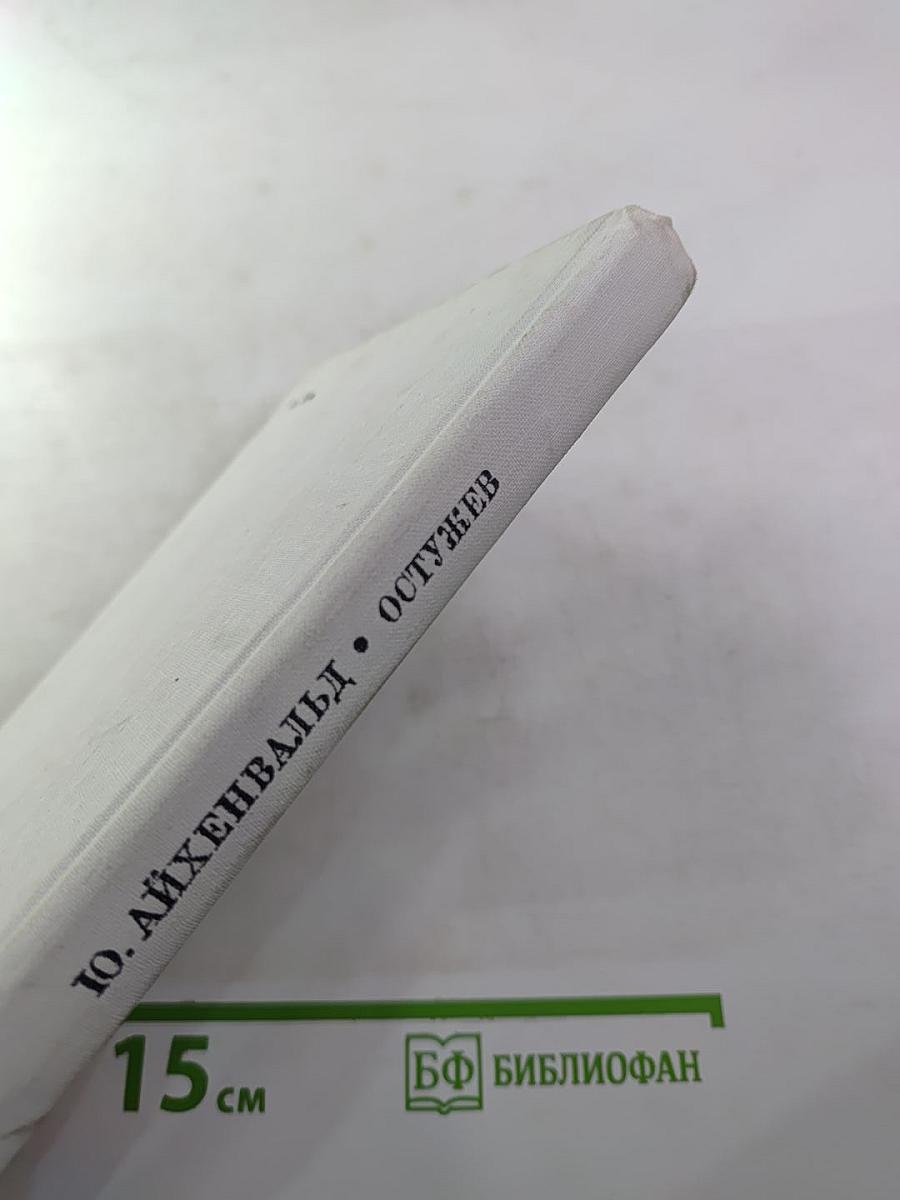 Ю. АЙХЕНВАЛЬД • ОСТУЖЕВ
15 см
БФ БИБЛИОФАН